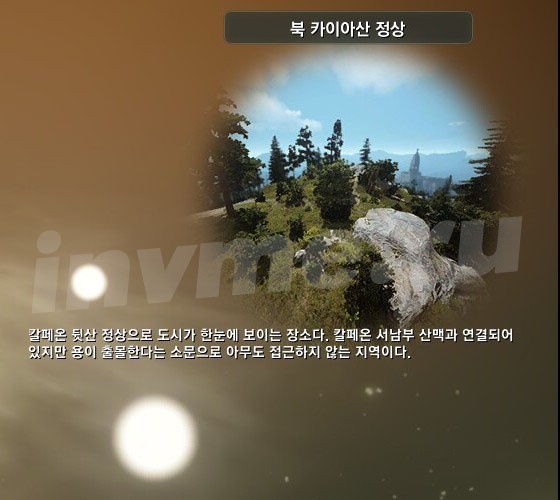 북 카이아산 정상
invme.ru
칼페온 뒷산 정상으로 도시가 한눈에 보이는 장소다. 칼페온 서남부 산맥과 연결되어
있지만 용이 출몰한다는 소문으로 아무도 접근하지 않는 지역이다.